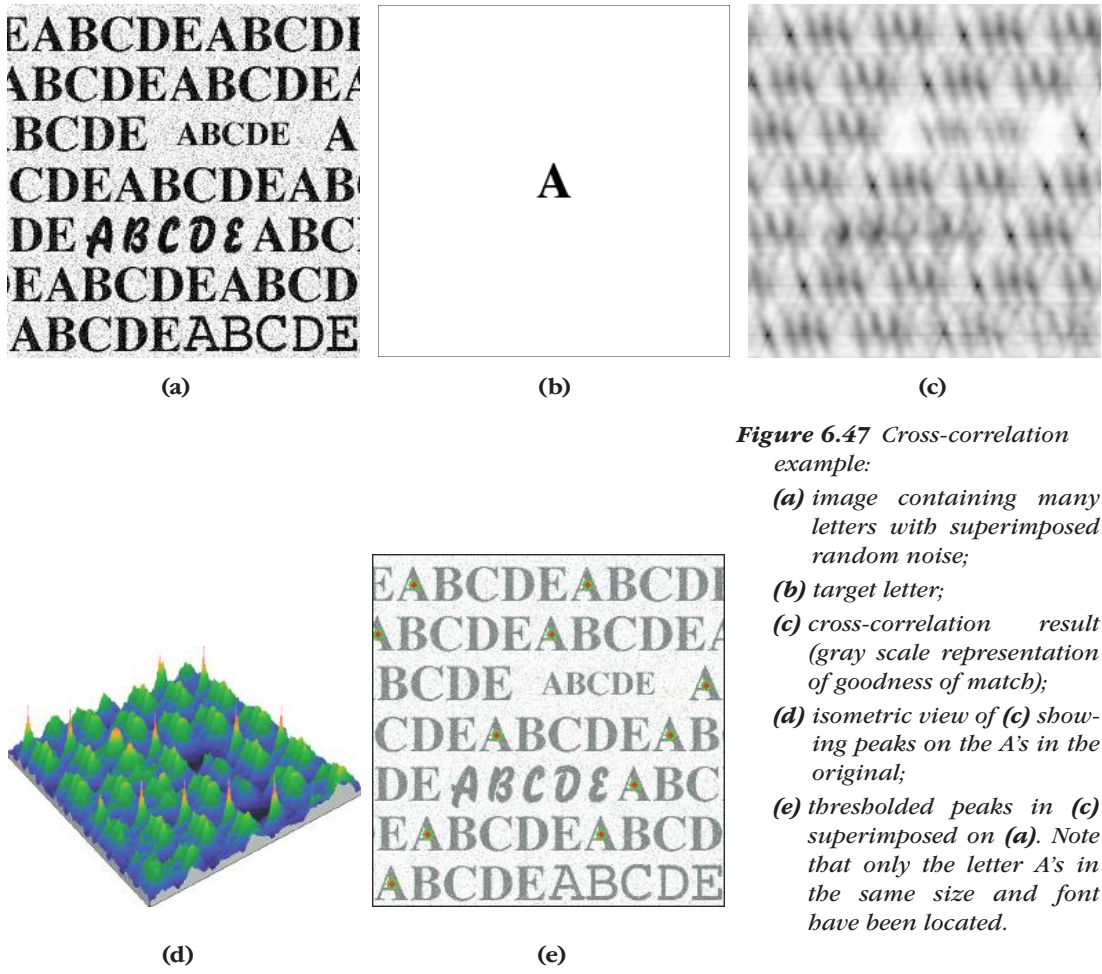 EABCDEABCDE
ABCDEABCDEA
BCDE ABCDE A
CDEABCDEAB
DE ABCDE ABC
EABCDEABCD
ABCDEABCDE
(a)
A
(b)
(c)
(d)
EABCDEABCDE
ABCDEABCDEA
BCDE ABCDE A
CDEABCDEAB
DE ABCDE ABC
EABCDEABCD
ABCDEABCDE
(e)
Figure 6.47 Cross-correlation
example:
(a) image containing many
letters with superimposed
random noise;
(b) target letter;
(c) cross-correlation result
(gray scale representation
of goodness of match);
(d) isometric view of (c) show-
ing peaks on the A's in the
original;
(e) thresholded peaks in (c)
superimposed on (a). Note
that only the letter A's in
the same size and font
have been located.